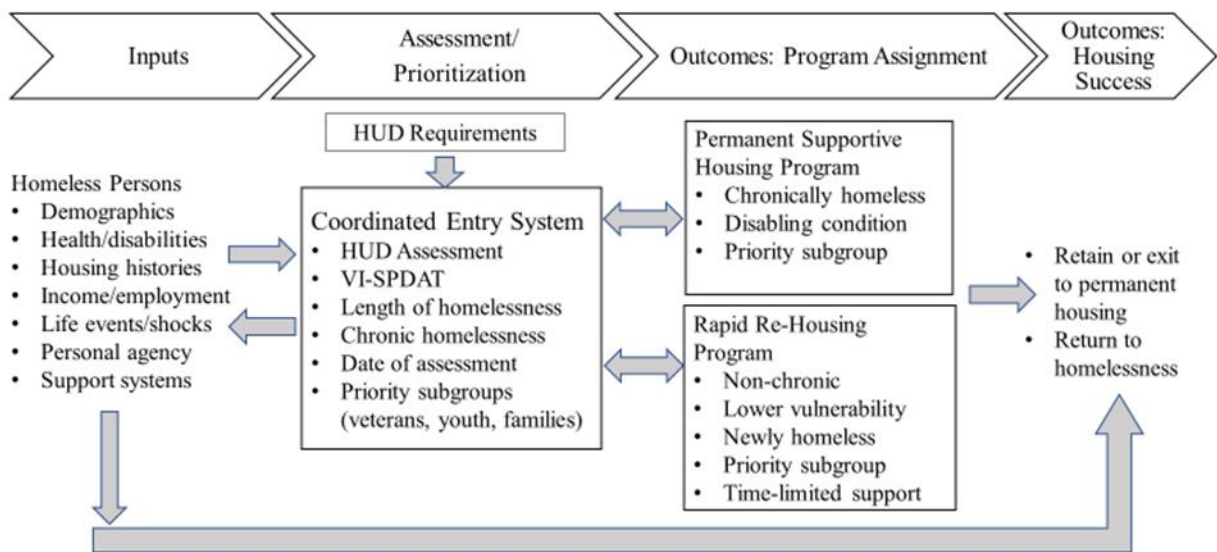 Inputs
Assessment/
Prioritization
Outcomes: Program Assignment
Outcomes:
Housing
Success
HUD Requirements
Homeless Persons
• Demographics
• Health/disabilities
• Housing histories
• Income/employment
• Life events/shocks
• Personal agency
• Support systems
Coordinated Entry System
• HUD Assessment
• VI-SPDAT
• Length of homelessness
• Chronic homelessness
• Date of assessment
• Priority subgroups
(veterans, youth, families)
Permanent Supportive
Housing Program
• Chronically homeless
• Disabling condition
• Priority subgroup
Rapid Re-Housing
Program
• Non-chronic
• Lower vulnerability
• Newly homeless
• Priority subgroup
• Time-limited support
• Retain or exit
to permanent
housing
• Return to
homelessness